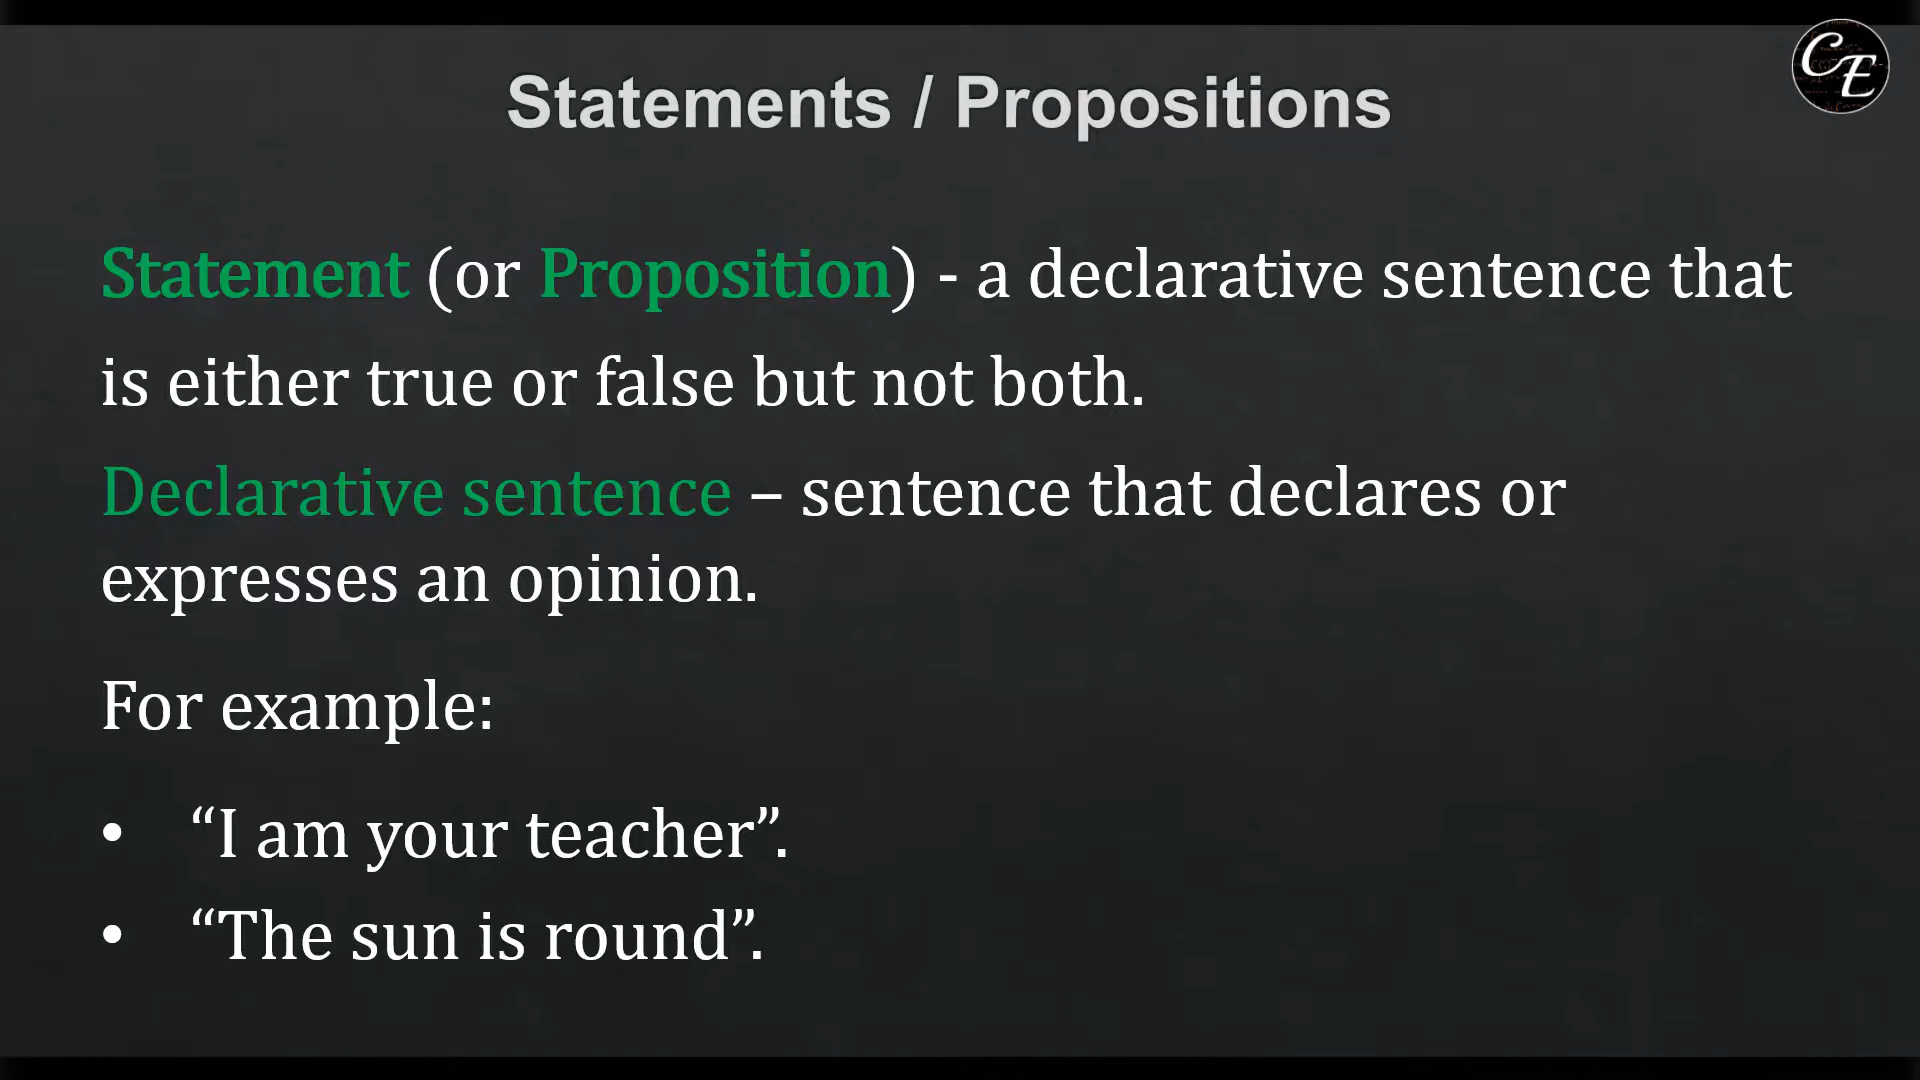 CE
Statements / Propositions
Statement (or Proposition) - a declarative sentence that
is either true or false but not both.
Declarative sentence – sentence that declares or
expresses an opinion.
For example:
• “I am your teacher”.
• “The sun is round”.